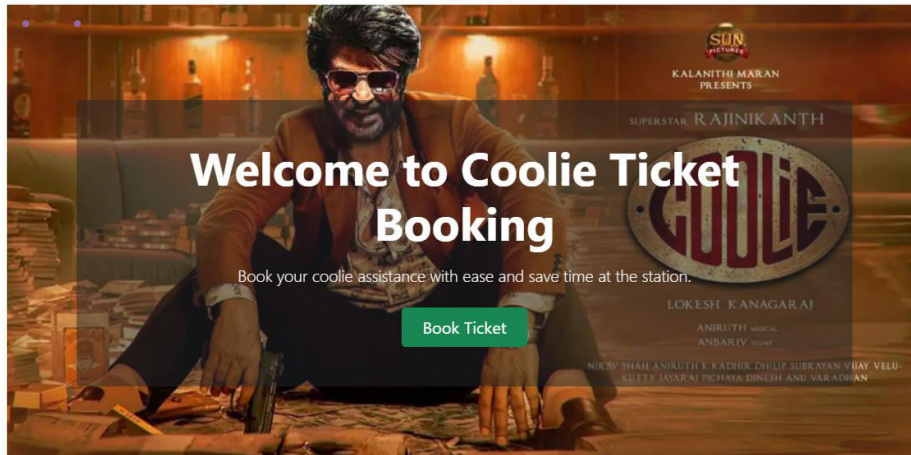 SUN
PICTURES
KALANITHI MARAN
PRESENTS
SUPERSTAR RAJINIKANTH
COOLiE
Welcome to Coolie Ticket
Booking
Book your coolie assistance with ease and save time at the station.
Book Ticket
LOKESH KANAGARAJ
ANIRUTH MUSICAL
ANBARIV STUNT
NIRAV SHAH ANIRUTH K KADHIR DHILIP SUBRAYAN VIJAY VELU-
KUTTY JAYARAJ PICHAYA DINESH ANU VARADHAN